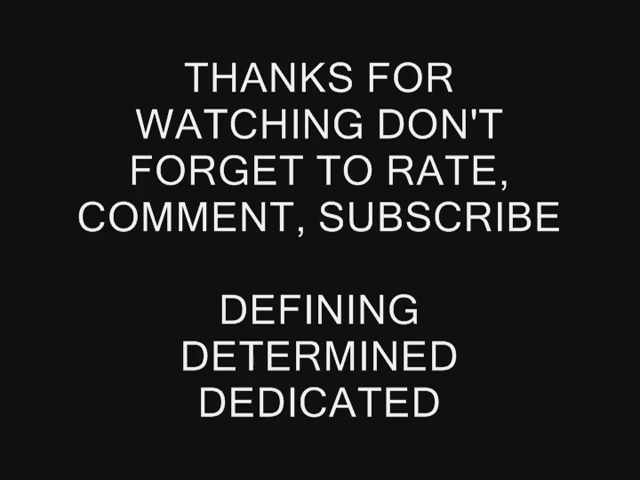 THANKS FOR
WATCHING DON'T
FORGET TO RATE,
COMMENT, SUBSCRIBE
DEFINING
DETERMINED
DEDICATED